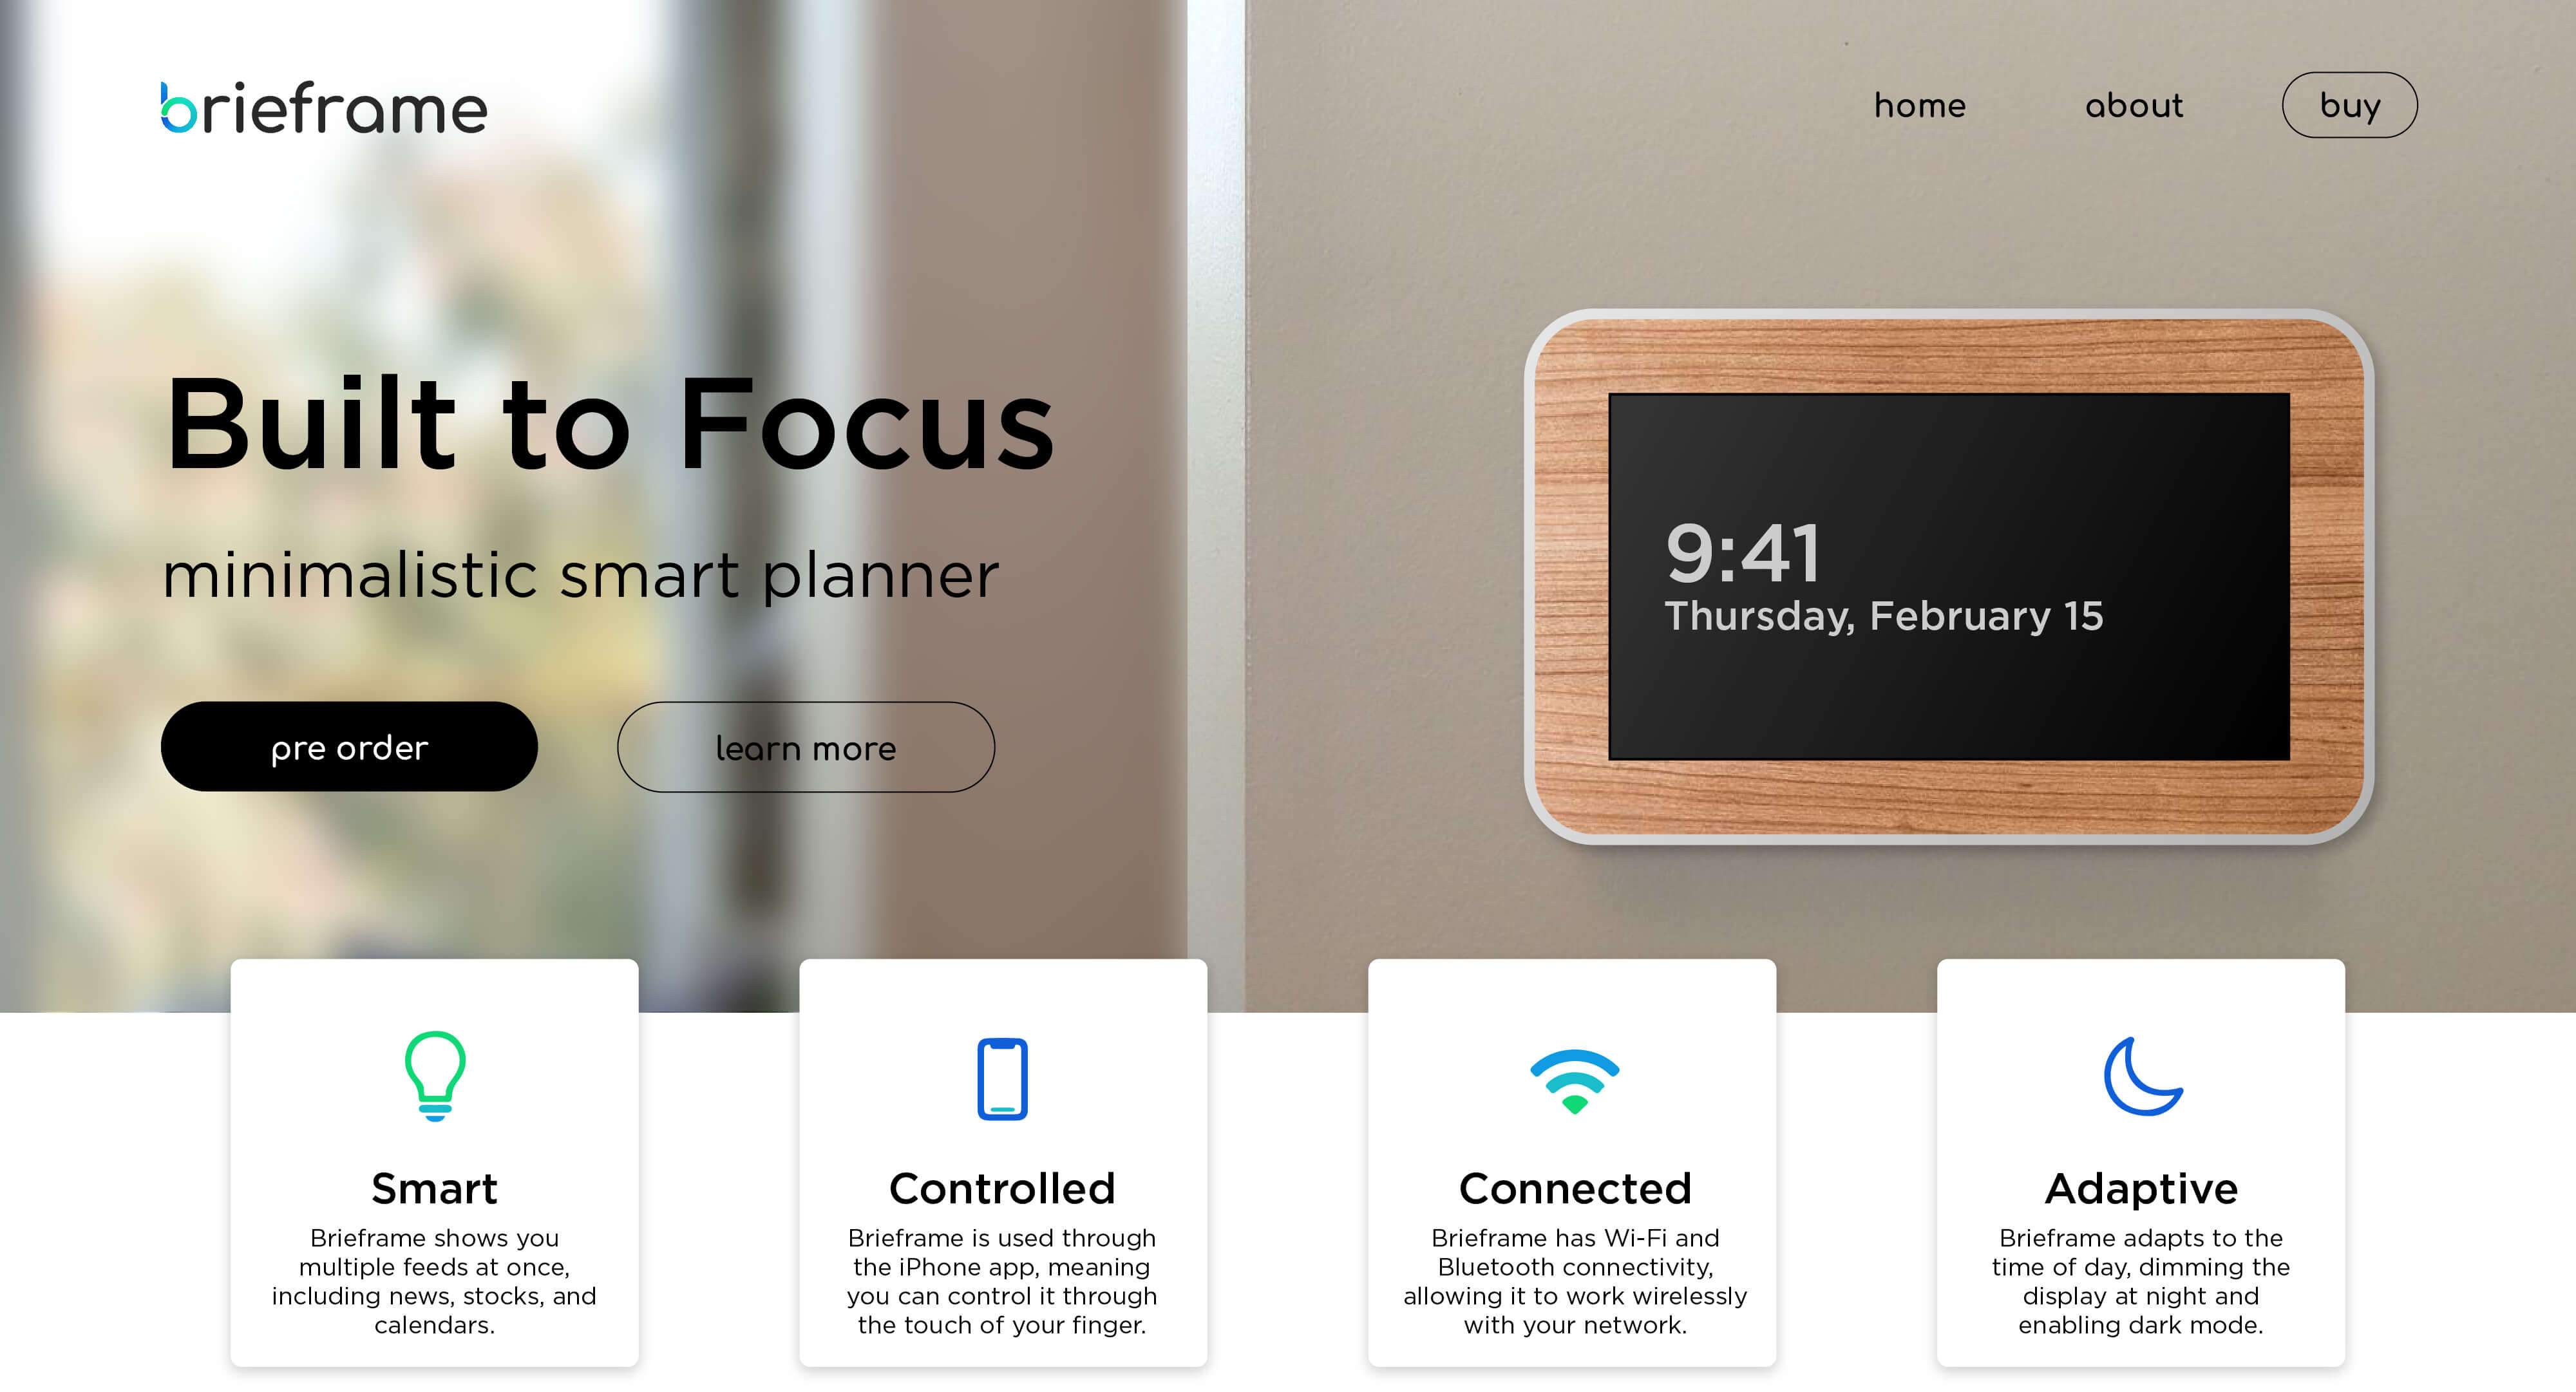 brieframe
home
about
buy
Built to Focus
minimalistic smart planner
pre order
learn more
9:41
Thursday, February 15
Smart
Brieframe shows you
multiple feeds at once,
including news, stocks, and
calendars.
Controlled
Brieframe is used through
the iPhone app, meaning
you can control it through
the touch of your finger.
Connected
Brieframe has Wi-Fi and
Bluetooth connectivity,
allowing it to work wirelessly
with your network.
Adaptive
Brieframe adapts to the
time of day, dimming the
display at night and
enabling dark mode.